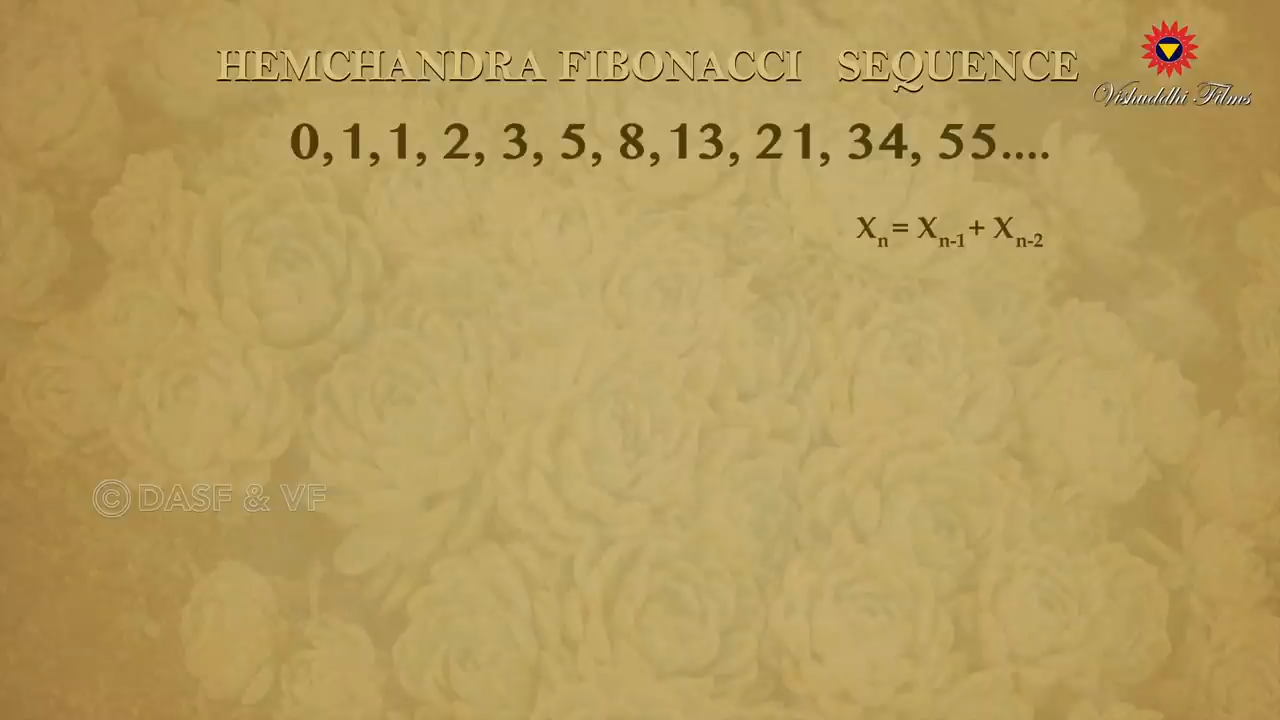 HEMCHANDRA FIBONACCI SEQUENCE
Vishuddhi Films
0, 1, 1, 2, 3, 5, 8, 13, 21, 34, 55....
Xn = Xn-1 + Xn-2
© DASF & VF